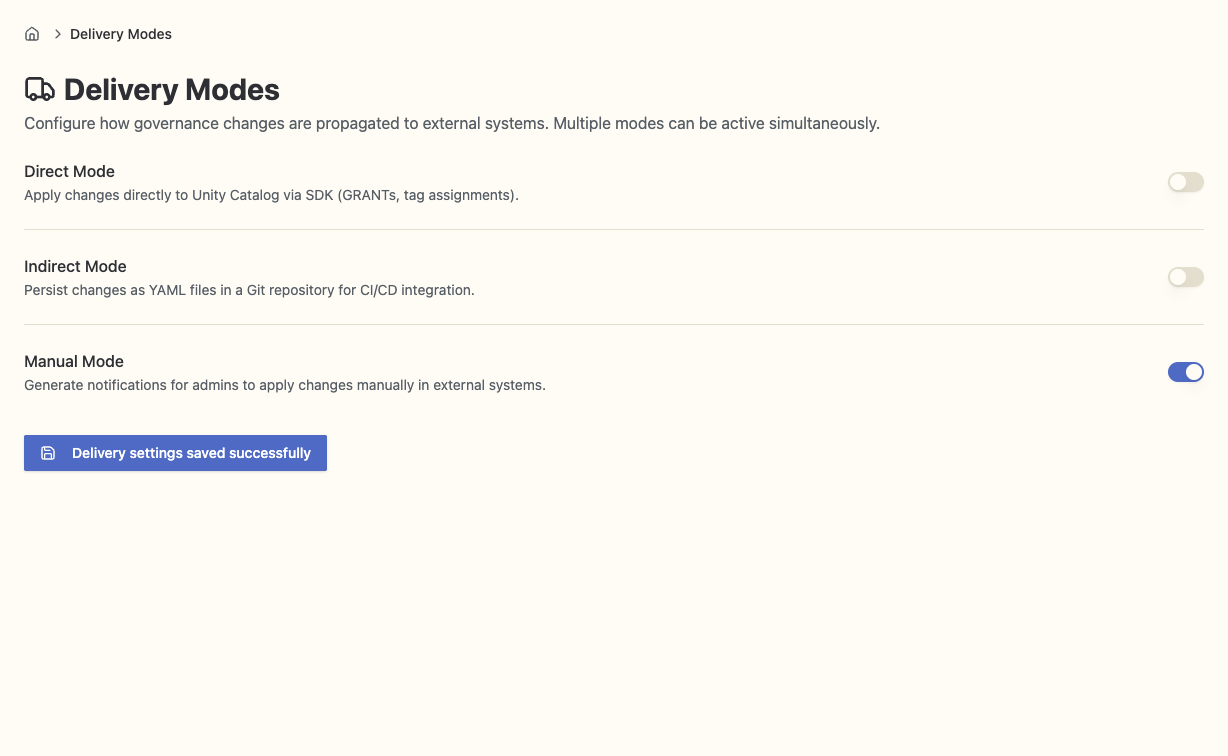 Delivery Modes
Delivery Modes
Configure how governance changes are propagated to external systems. Multiple modes can be active simultaneously.
Direct Mode
Apply changes directly to Unity Catalog via SDK (GRANTs, tag assignments).
Indirect Mode
Persist changes as YAML files in a Git repository for CI/CD integration.
Manual Mode
Generate notifications for admins to apply changes manually in external systems.
Delivery settings saved successfully